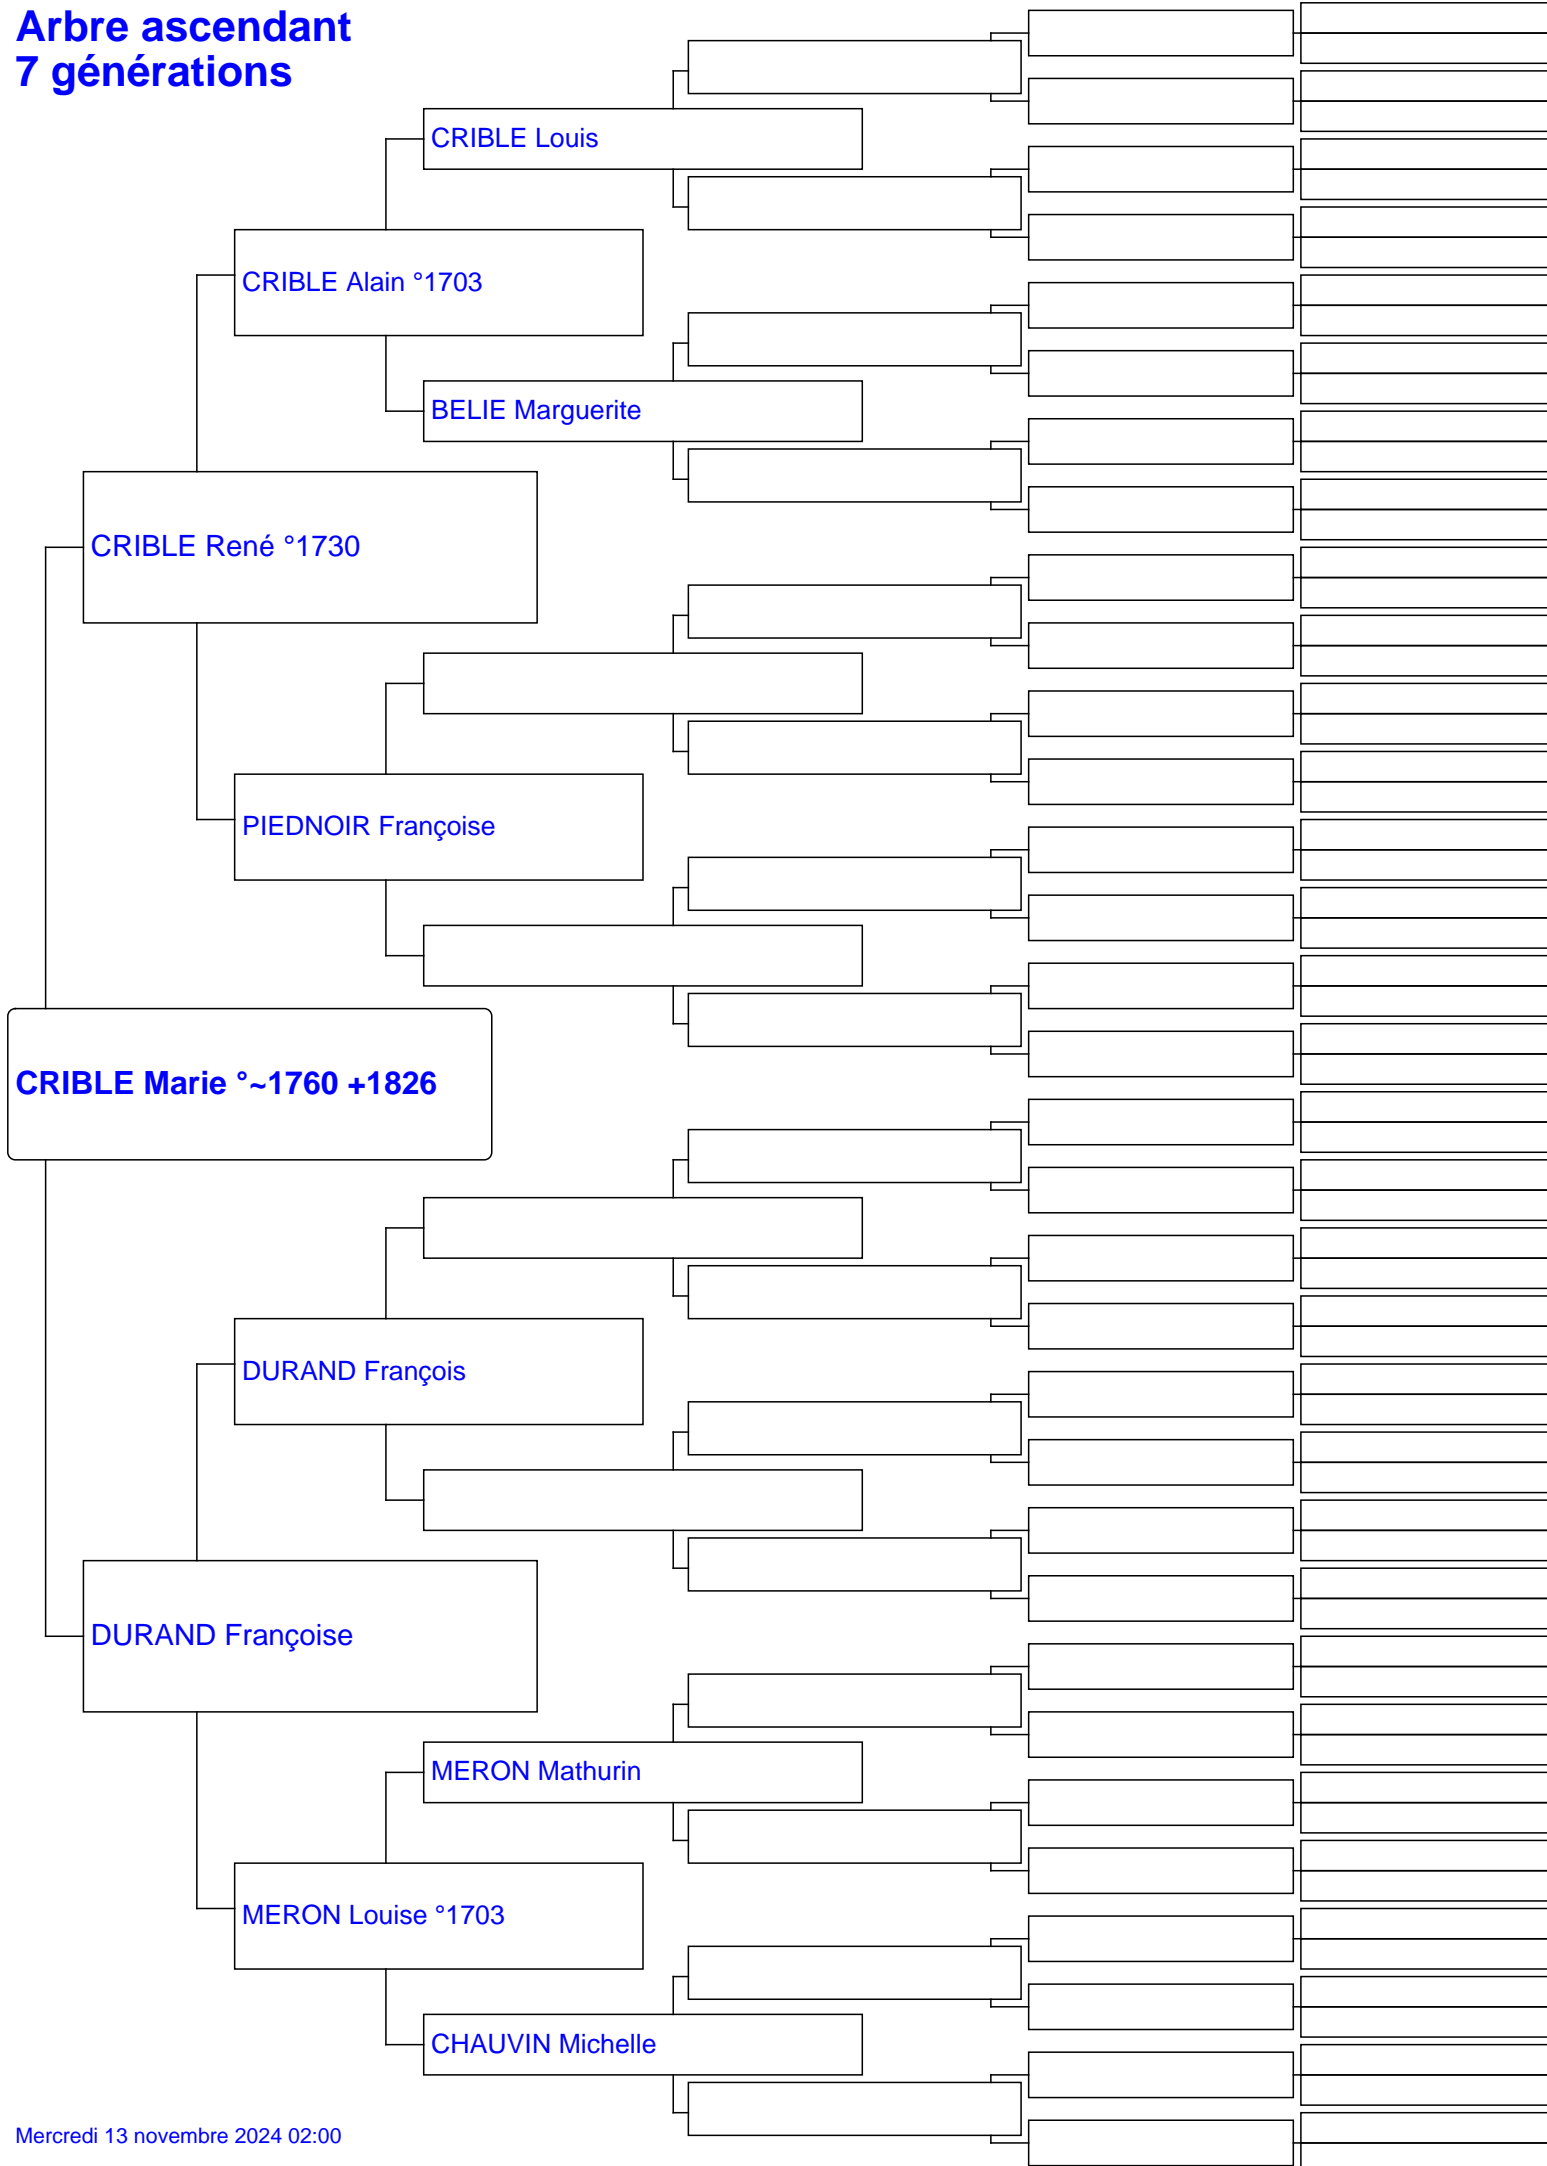 Arbre ascendant
7 générations
CRIBLE Louis
CRIBLE Alain °1703
BELIE Marguerite
CRIBLE René °1730
PIEDNOIR Françoise
CRIBLE Marie °~1760 +1826
DURAND François
DURAND Françoise
MERON Mathurin
MERON Louise °1703
CHAUVIN Michelle
Mercredi 13 novembre 2024 02:00